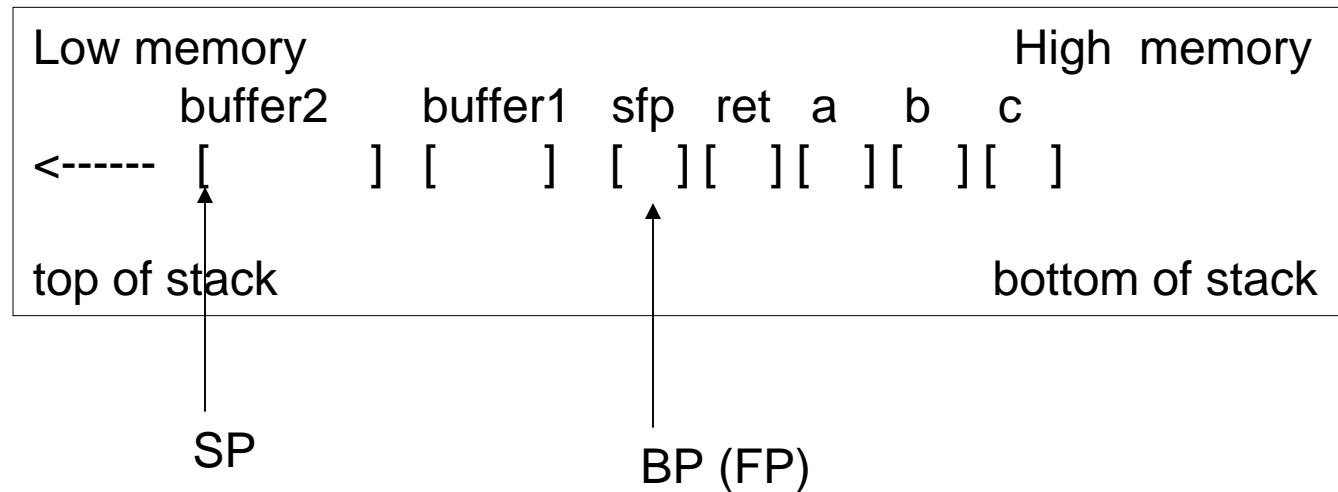 Low memory High memory
buffer2 buffer1 sfp ret a b c
<------ [ ] [ ] [ ] [ ] [ ] [ ] [ ]
top of stack bottom of stack
SP BP (FP)